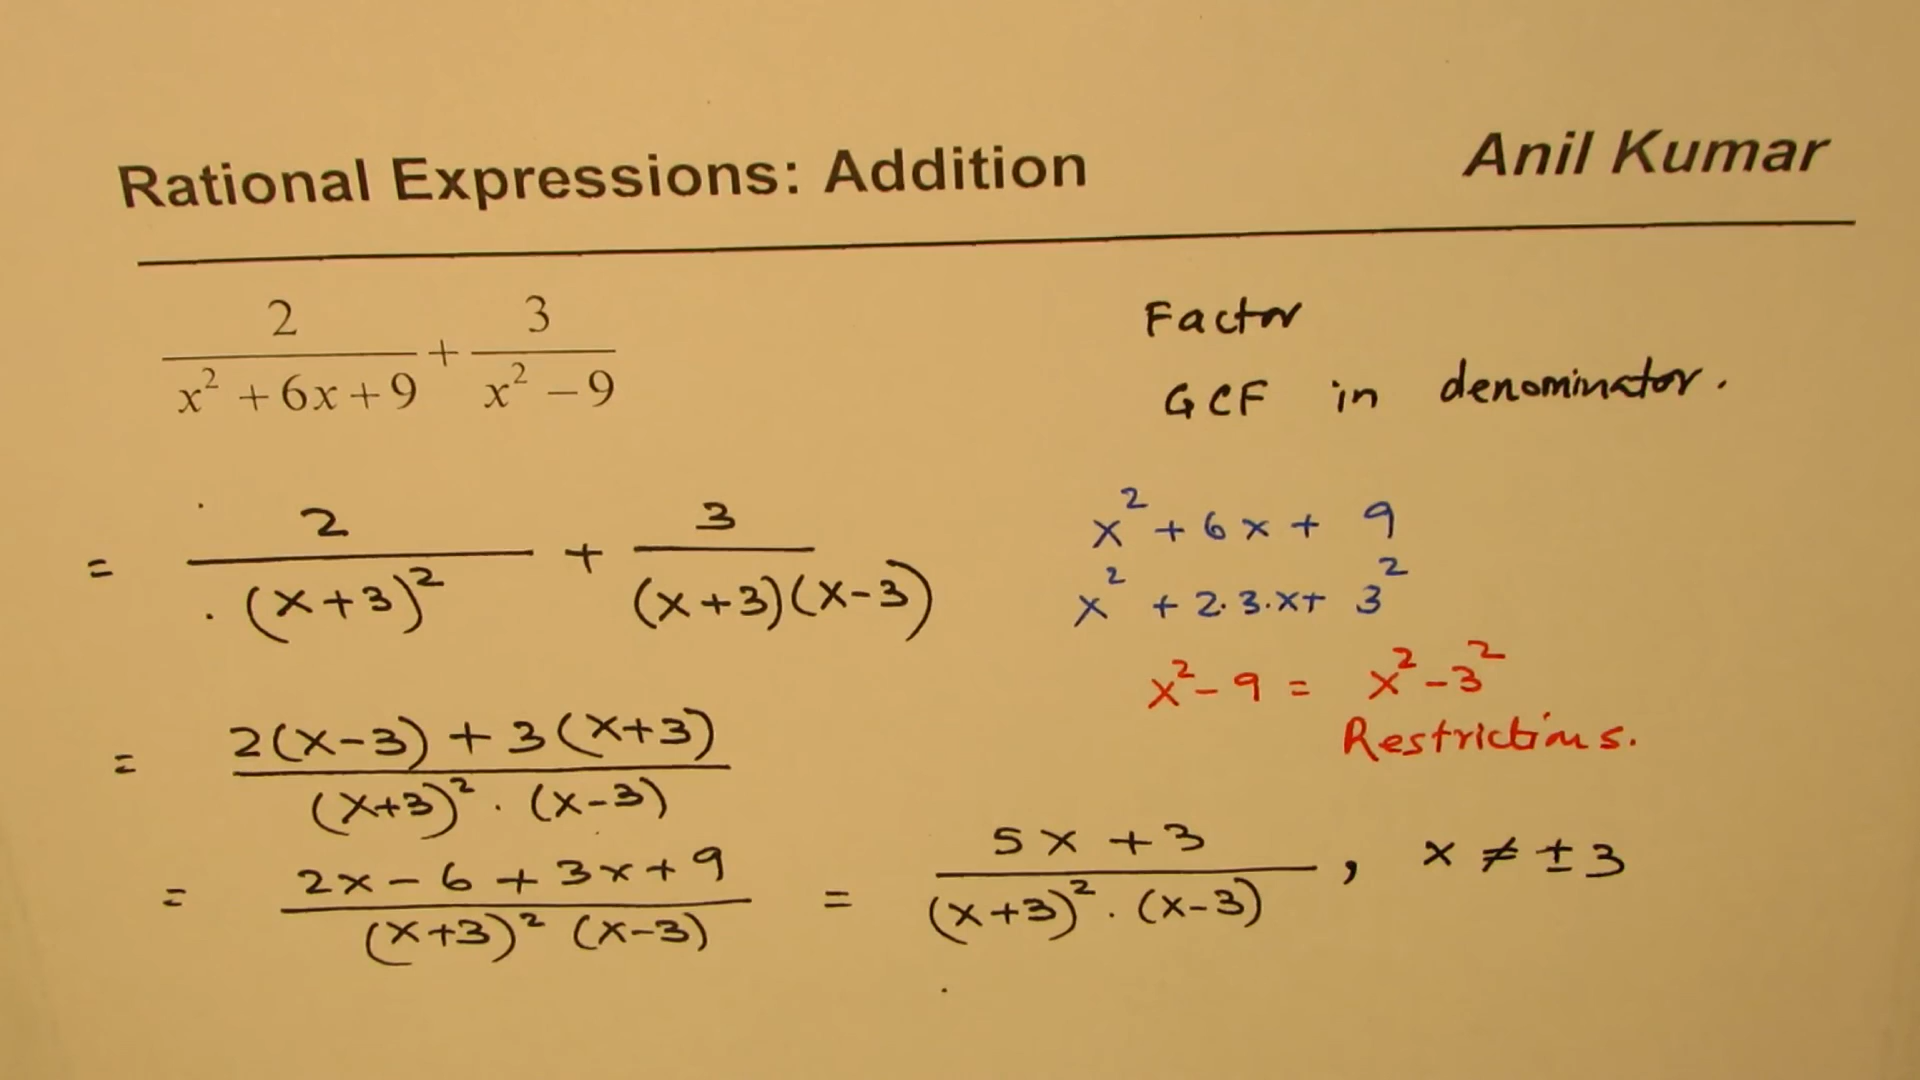 Rational Expressions: Addition
Anil Kumar
2/(x² + 6x + 9) + 3/(x² − 9)
Factor
GCF in denominator.
= 2/(x+3)² + 3/((x+3)(x−3))
x² + 6x + 9
x² + 2·3·x + 3²
x² − 9 = x² − 3²
Restrictions.
= (2(x−3) + 3(x+3))/((x+3)² · (x−3))
= (2x − 6 + 3x + 9)/((x+3)² (x−3)) = (5x + 3)/((x+3)² · (x−3)), x ≠ ±3